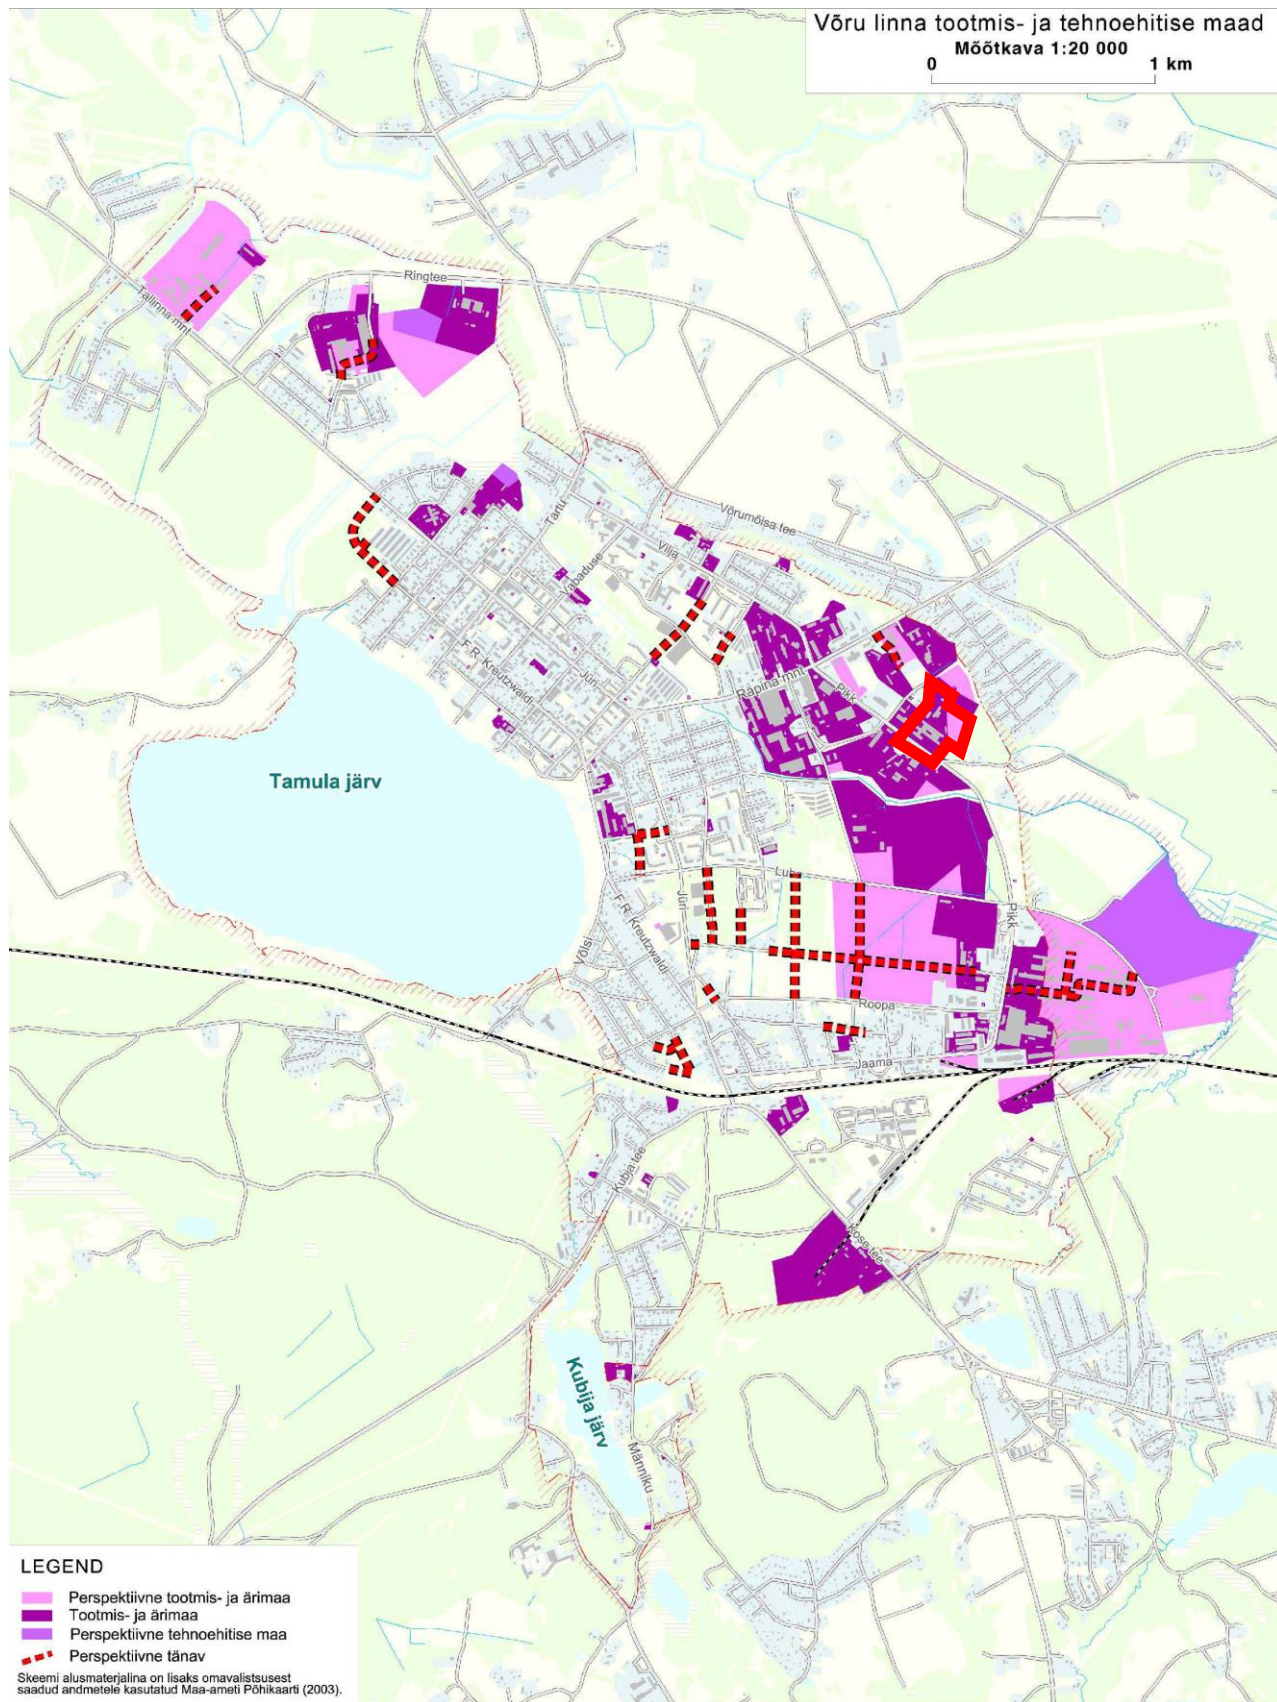 Võru linna tootmis- ja tehnoehitise maad
Mõõtkava 1:20 000
0 1 km
Ringtee
Tallinna mnt
Võrumõisa tee
Tartu
Vilja
Vabaduse
F.R. Kreutzwaldi
Jüri
Räpina mnt
Pikk
Tamula järv
Luha
Jüri
F.R. Kreutzwaldi
Pikk
Võlsi
Roopa
Jaama
Kubja tee
Kose tee
Kubija järv
Männiku
LEGEND
Perspektiivne tootmis- ja ärimaa
Tootmis- ja ärimaa
Perspektiivne tehnoehitise maa
Perspektiivne tänav
Skeemi alusmaterjalina on lisaks omavalistsusest
saadud andmetele kasutatud Maa-ameti Põhikaarti (2003).